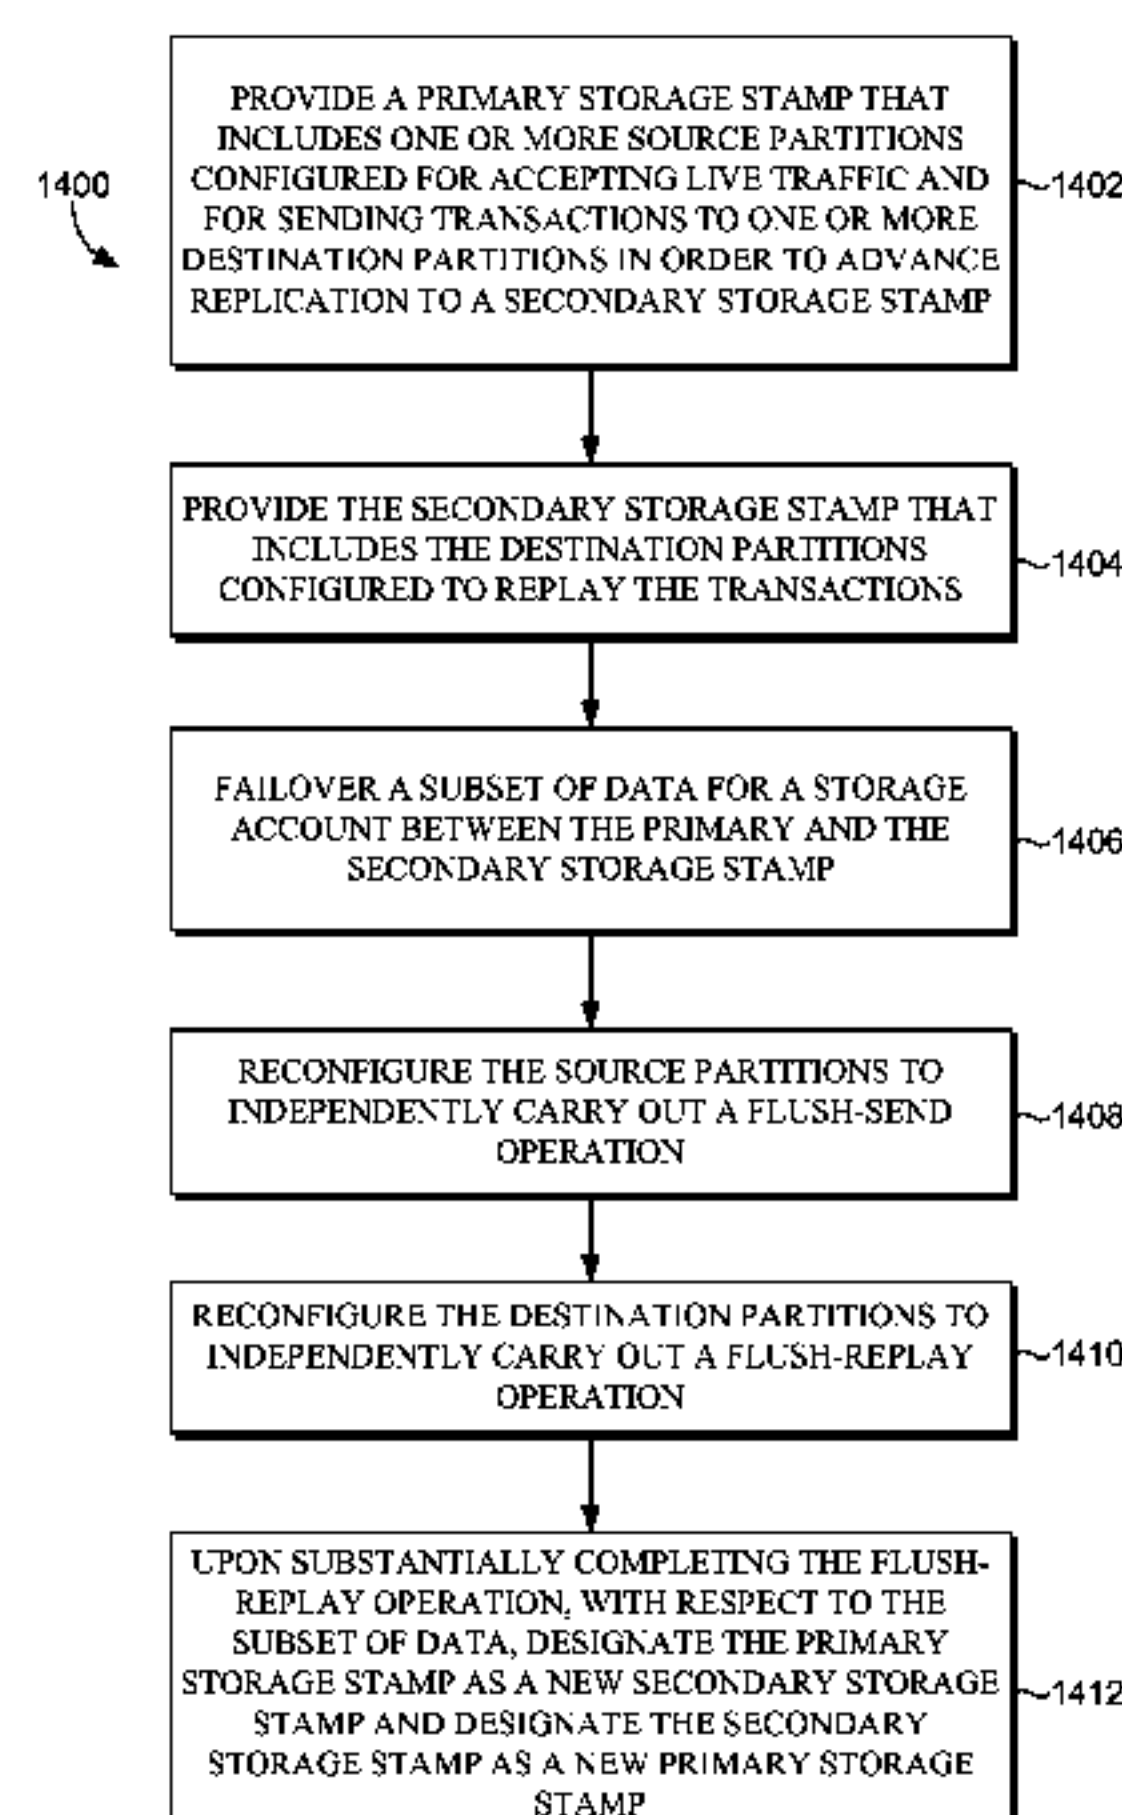 PROVIDE A PRIMARY STORAGE STAMP THAT
INCLUDES ONE OR MORE SOURCE PARTITIONS
CONFIGURED FOR ACCEPTING LIVE TRAFFIC AND
FOR SENDING TRANSACTIONS TO ONE OR MORE
DESTINATION PARTITIONS IN ORDER TO ADVANCE
REPLICATION TO A SECONDARY STORAGE STAMP
1400
1402
PROVIDE THE SECONDARY STORAGE STAMP THAT
INCLUDES THE DESTINATION PARTITIONS
CONFIGURED TO REPLAY THE TRANSACTIONS
1404
FAILOVER A SUBSET OF DATA FOR A STORAGE
ACCOUNT BETWEEN THE PRIMARY AND THE
SECONDARY STORAGE STAMP
1406
RECONFIGURE THE SOURCE PARTITIONS TO
INDEPENDENTLY CARRY OUT A FLUSH-SEND
OPERATION
1408
RECONFIGURE THE DESTINATION PARTITIONS TO
INDEPENDENTLY CARRY OUT A FLUSH-REPLAY
OPERATION
1410
UPON SUBSTANTIALLY COMPLETING THE FLUSH-
REPLAY OPERATION, WITH RESPECT TO THE
SUBSET OF DATA, DESIGNATE THE PRIMARY
STORAGE STAMP AS A NEW SECONDARY STORAGE
STAMP AND DESIGNATE THE SECONDARY
STORAGE STAMP AS A NEW PRIMARY STORAGE
STAMP
1412